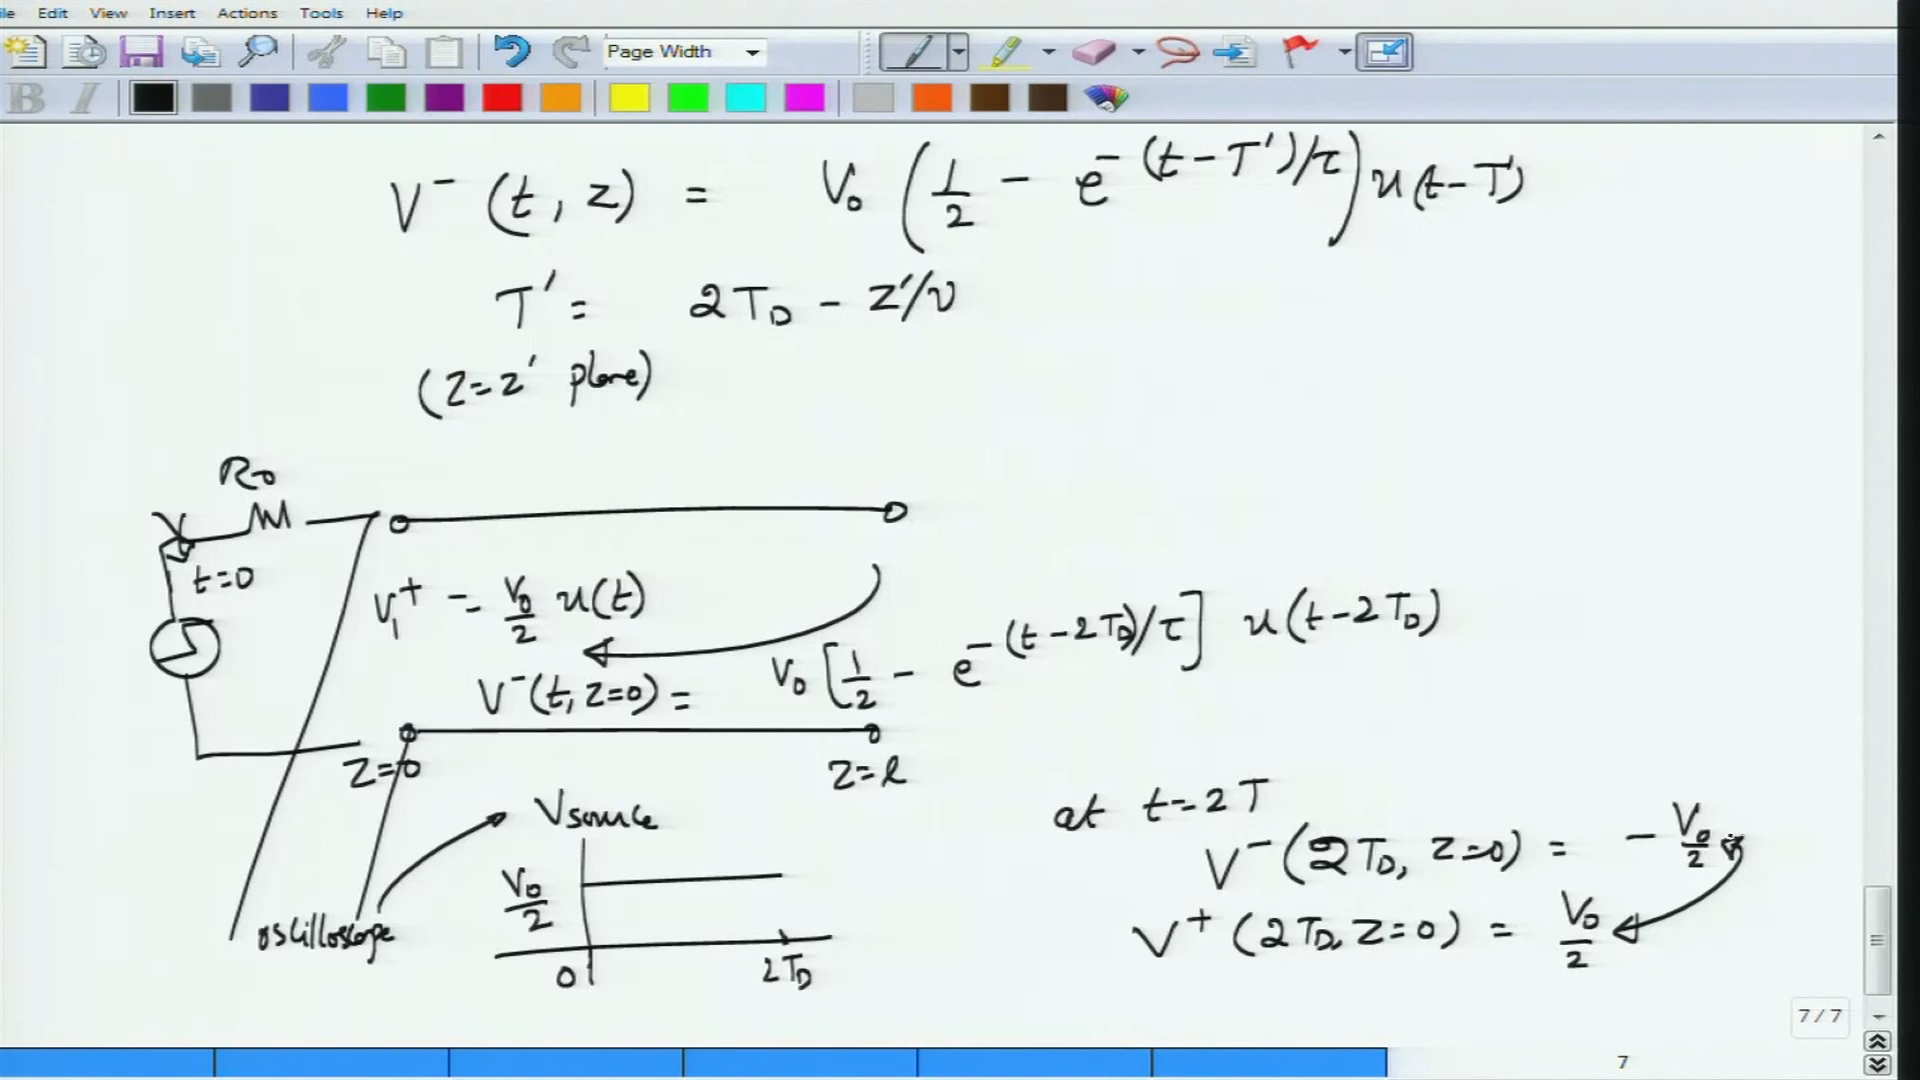 ile Edit View Insert Actions Tools Help
Page Width
B I
V⁻(t, z) = V₀ (1/2 - e^-(t-T')/τ) u(t-T')
T' = 2T_D - z'/v
(z=z' plane)
R₀
t=0
V₁⁺ = V₀/2 u(t)
V⁻(t, z=0) = V₀ [1/2 - e^-(t-2T_D)/τ] u(t-2T_D)
z=0
z=l
Vsource
V₀/2
oscilloscope
0
2T_D
at t=2T
V⁻(2T_D, z=0) = -V₀/2
V⁺(2T_D, z=0) = V₀/2
7 / 7
7